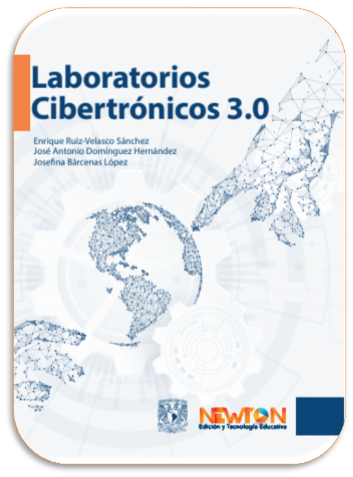 Laboratorios
Cibertrónicos 3.0
Enrique Ruiz-Velasco Sánchez
José Antonio Domínguez Hernández
Josefina Bárcenas López
NEWTON
Edición y Tecnología Educativa